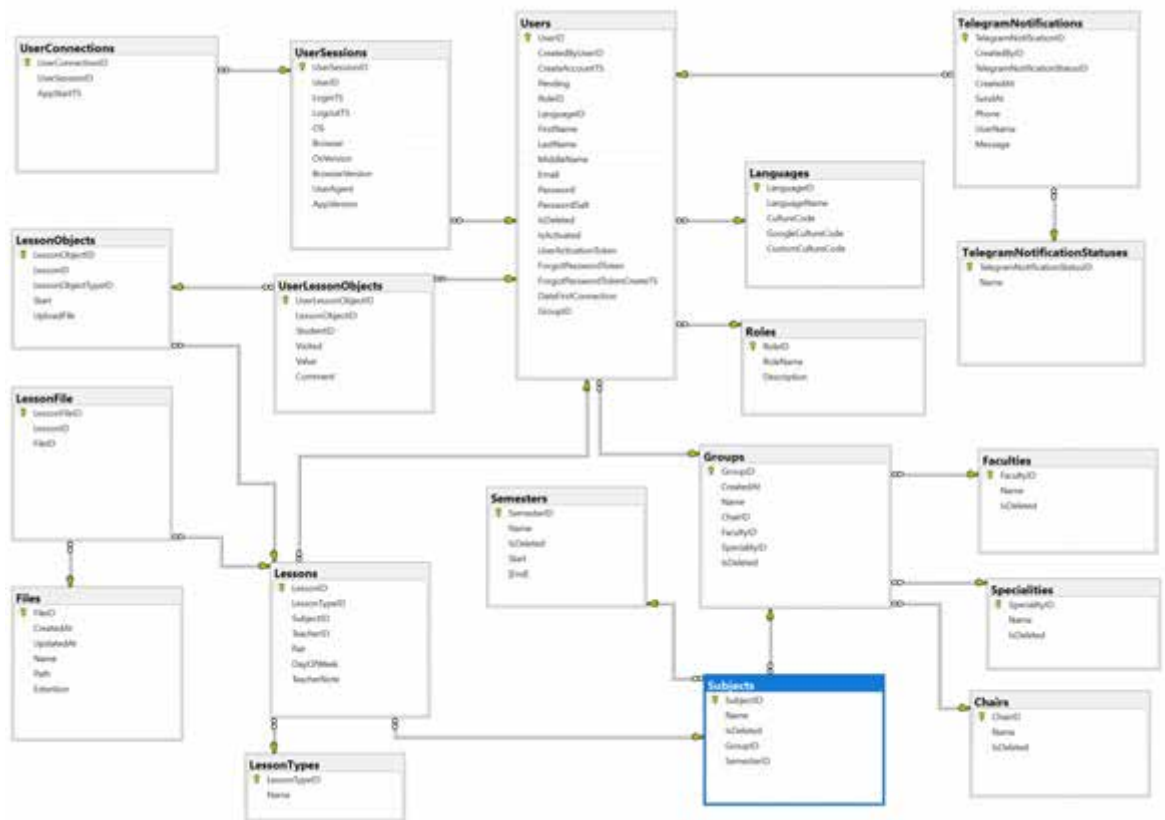 UserConnections
UserConnectionID
UserSessionID
AppStartTS
UserSessions
UserSessionID
UserID
LoginTS
LogoutTS
OS
Browser
OsVersion
BrowserVersion
UserAgent
AppVersion
Users
UserID
CreatedByUserID
CreateAccountTS
Pending
RoleID
LanguageID
FirstName
LastName
MiddleName
Email
Password
PasswordSalt
IsDeleted
IsActivated
UserActivationToken
ForgotPasswordToken
ForgotPasswordTokenCreateTS
DateFirstConnection
GroupID
TelegramNotifications
TelegramNotificationID
CreatedByID
TelegramNotificationStatusID
CreatedAt
SendAt
Phone
UserName
Message
Languages
LanguageID
LanguageName
CultureCode
GoogleCultureCode
CustomCultureCode
TelegramNotificationStatuses
TelegramNotificationStatusID
Name
LessonObjects
LessonObjectID
LessonID
LessonObjectTypeID
Start
UploadFile
UserLessonObjects
UserLessonObjectID
LessonObjectID
StudentID
Visited
Value
Comment
Roles
RoleID
RoleName
Description
LessonFile
LessonFileID
LessonID
FileID
Groups
GroupID
CreatedAt
Name
ChairID
FacultyID
SpecialityID
IsDeleted
Faculties
FacultyID
Name
IsDeleted
Semesters
SemesterID
Name
IsDeleted
Start
[End]
Lessons
LessonID
LessonTypeID
SubjectID
TeacherID
Pair
DayOfWeek
TeacherNote
Files
FileID
CreatedAt
UpdatedAt
Name
Path
Extention
Specialities
SpecialityID
Name
IsDeleted
Subjects
SubjectID
Name
IsDeleted
GroupID
SemesterID
Chairs
ChairID
Name
IsDeleted
LessonTypes
LessonTypeID
Name